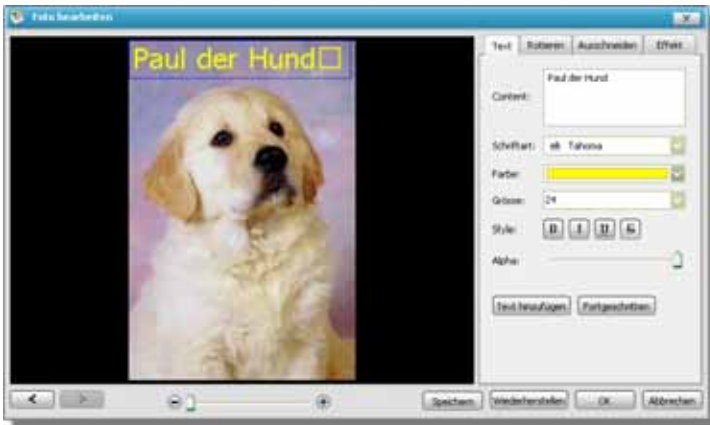 Foto bearbeiten
Paul der Hund
Text Rotieren Ausschneiden Effekt
Content: Paul der Hund
Schriftart: Tahoma
Farbe:
Grösse: 24
Style: B I U S
Alpha:
Text hinzufügen Fortgeschritten
Speichern Wiederherstellen OK Abbrechen